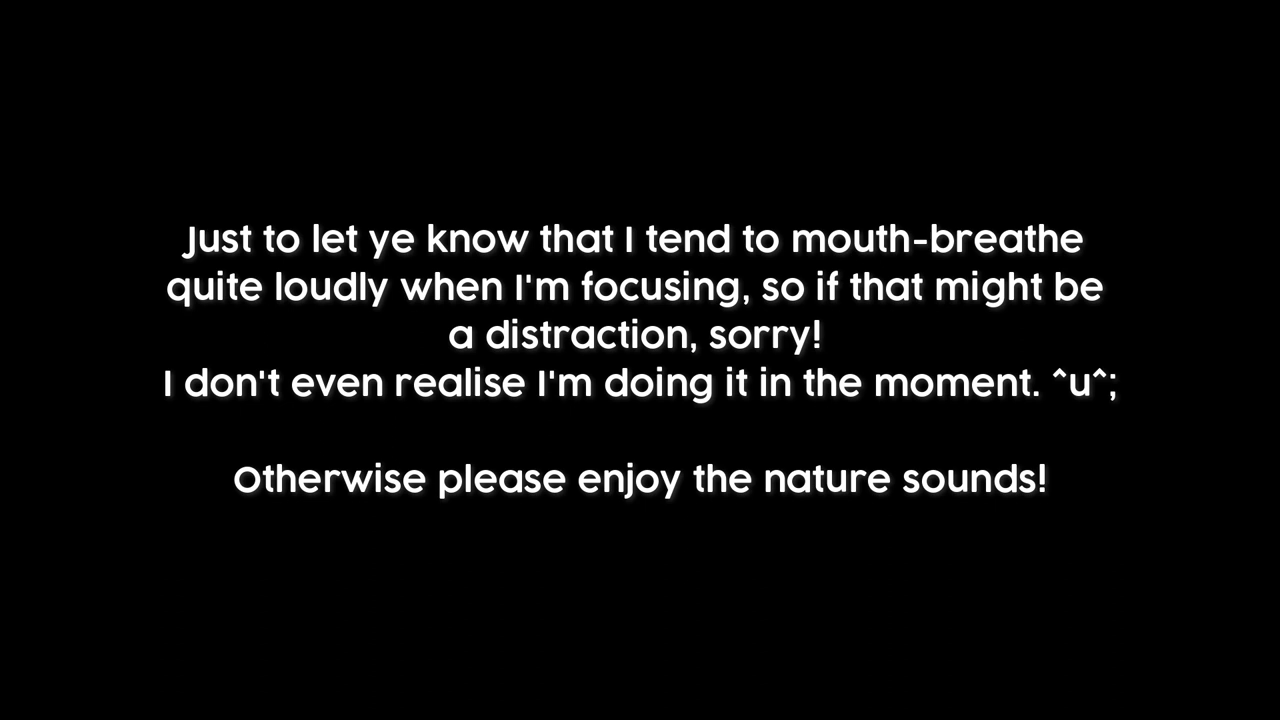 Just to let ye know that I tend to mouth-breathe
quite loudly when I'm focusing, so if that might be
a distraction, sorry!
I don't even realise I'm doing it in the moment. ^u^;
Otherwise please enjoy the nature sounds!